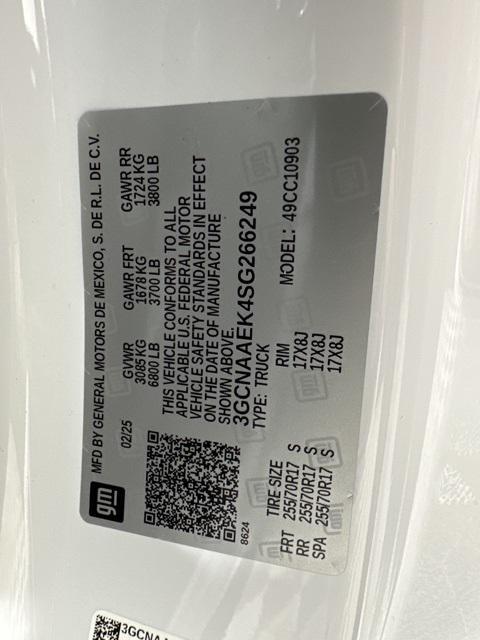 gm
MFD BY GENERAL MOTORS DE MEXICO, S. DE R.L. DE C.V.
02/25
GVWR GAWR FRT GAWR RR
3085 KG 1678 KG 1724 KG
6800 LB 3700 LB 3800 LB
THIS VEHICLE CONFORMS TO ALL
APPLICABLE U.S. FEDERAL MOTOR
VEHICLE SAFETY STANDARDS IN EFFECT
ON THE DATE OF MANUFACTURE
SHOWN ABOVE.
3GCNAAEK4SG266249
TYPE: TRUCK MODEL: 49CC10903
8624
TIRE-SIZE RIM
FRT 255/70R17 S 17X8J
RR 255/70R17 S 17X8J
SPA 255/70R17 S 17X8J
3GCNA